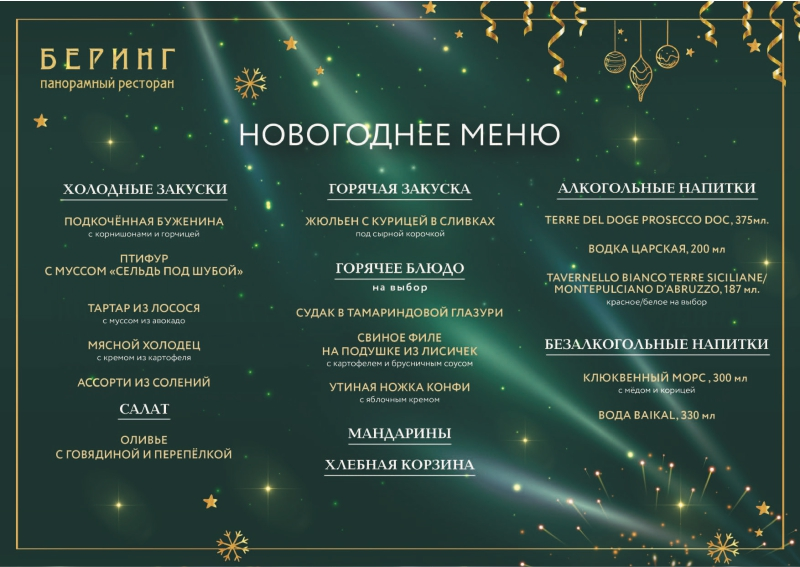 БЕРИНГ
панорамный ресторан
НОВОГОДНЕЕ МЕНЮ
ХОЛОДНЫЕ ЗАКУСКИ
ПОДКОЧЁННАЯ БУЖЕНИНА
с корнишонами и горчицей
ПТИФУР
С МУССОМ «СЕЛЬДЬ ПОД ШУБОЙ»
ТАРТАР ИЗ ЛОСОСЯ
с муссом из авокадо
МЯСНОЙ ХОЛОДЕЦ
с кремом из картофеля
АССОРТИ ИЗ СОЛЕНИЙ
САЛАТ
ОЛИВЬЕ
С ГОВЯДИНОЙ И ПЕРЕПЁЛКОЙ
ГОРЯЧАЯ ЗАКУСКА
ЖЮЛЬЕН С КУРИЦЕЙ В СЛИВКАХ
под сырной корочкой
ГОРЯЧЕЕ БЛЮДО
на выбор
СУДАК В ТАМАРИНДОВОЙ ГЛАЗУРИ
СВИНОЕ ФИЛЕ
НА ПОДУШКЕ ИЗ ЛИСИЧЕК
с картофелем и брусничным соусом
УТИНАЯ НОЖКА КОНФИ
с яблочным кремом
МАНДАРИНЫ
ХЛЕБНАЯ КОРЗИНА
АЛКОГОЛЬНЫЕ НАПИТКИ
TERRE DEL DOGE PROSECCO DOC, 375мл.
ВОДКА ЦАРСКАЯ, 200 мл
TAVERNELLO BIANCO TERRE SICILIANE/
MONTEPULCIANO D'ABRUZZO, 187 мл.
красное/белое на выбор
БЕЗАЛКОГОЛЬНЫЕ НАПИТКИ
КЛЮКВЕННЫЙ МОРС , 300 мл
с мёдом и корицей
ВОДА BAIKAL, 330 мл